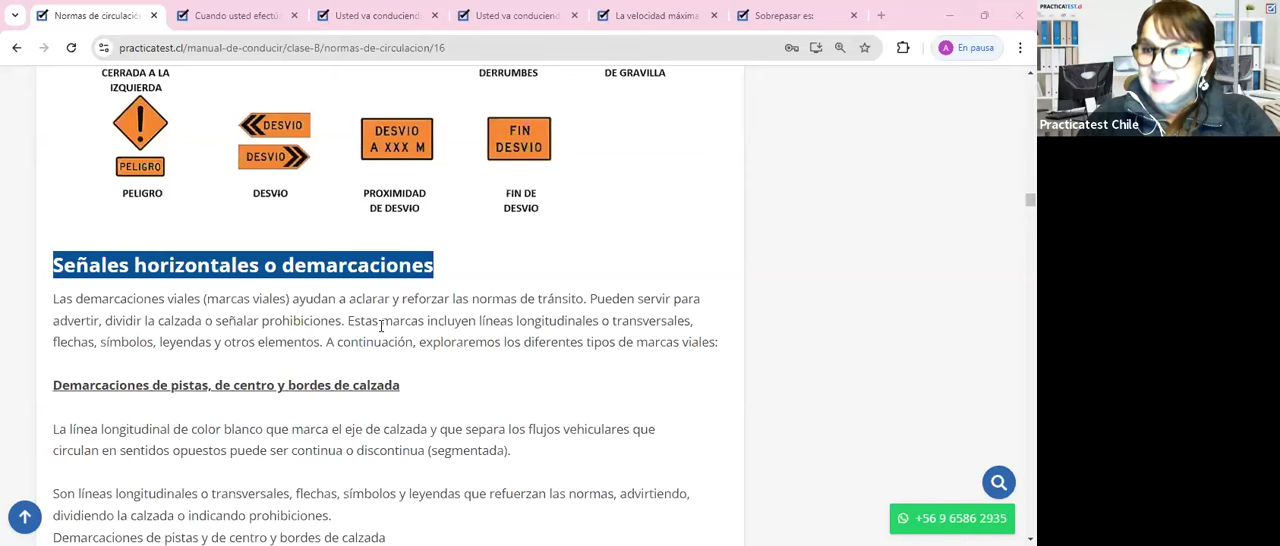 Normas de circulació
Cuando usted efectú
Usted va conduciend
Usted va conduciend
La velocidad máxima
Sobrepasar es:
practicatest.cl/manual-de-conducir/clase-B/normas-de-circulacion/16
A
En pausa
PRACTICATEST.cl
Practicatest Chile
CERRADA A LA
IZQUIERDA
DERRUMBES
DE GRAVILLA
PELIGRO
DESVIO
DESVIO
DESVIO
A XXX M
FIN
DESVIO
PELIGRO
DESVIO
PROXIMIDAD
DE DESVIO
FIN DE
DESVIO
Señales horizontales o demarcaciones
Las demarcaciones viales (marcas viales) ayudan a aclarar y reforzar las normas de tránsito. Pueden servir para
advertir, dividir la calzada o señalar prohibiciones. Estas marcas incluyen líneas longitudinales o transversales,
flechas, símbolos, leyendas y otros elementos. A continuación, exploraremos los diferentes tipos de marcas viales:
Demarcaciones de pistas, de centro y bordes de calzada
La línea longitudinal de color blanco que marca el eje de calzada y que separa los flujos vehiculares que
circulan en sentidos opuestos puede ser continua o discontinua (segmentada).
Son líneas longitudinales o transversales, flechas, símbolos y leyendas que refuerzan las normas, advirtiendo,
dividiendo la calzada o indicando prohibiciones.
Demarcaciones de pistas y de centro y bordes de calzada
+56 9 6586 2935